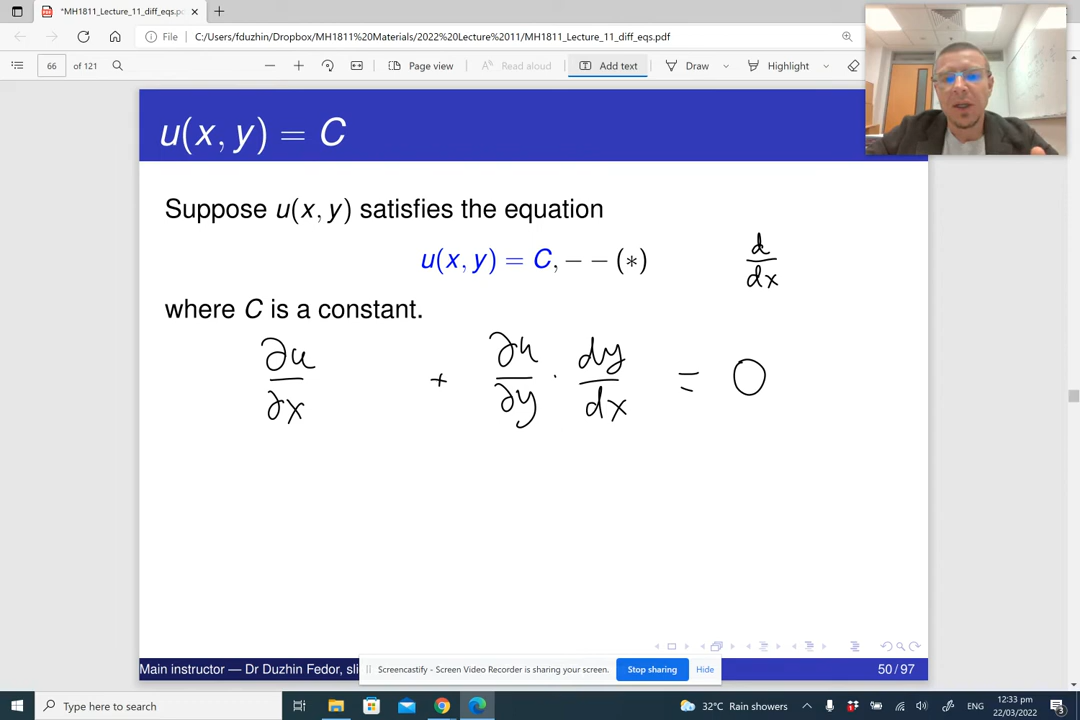 *MH1811_Lecture_11_diff_eqs.pd
File
C:/Users/fduzhin/Dropbox/MH1811%20Materials/2022%20Lecture%2011/MH1811_Lecture_11_diff_eqs.pdf
66 of 121
Page view
Read aloud
Add text
Draw
Highlight
u(x, y) = C
Suppose u(x, y) satisfies the equation
u(x, y) = C, − − (∗)
d/dx
where C is a constant.
∂u/∂x + ∂u/∂y · dy/dx = 0
Main instructor — Dr Duzhin Fedor, sli
50 / 97
Screencastify - Screen Video Recorder is sharing your screen.
Stop sharing
Hide
Type here to search
32°C Rain showers
ENG
12:33 pm
22/03/2022
3